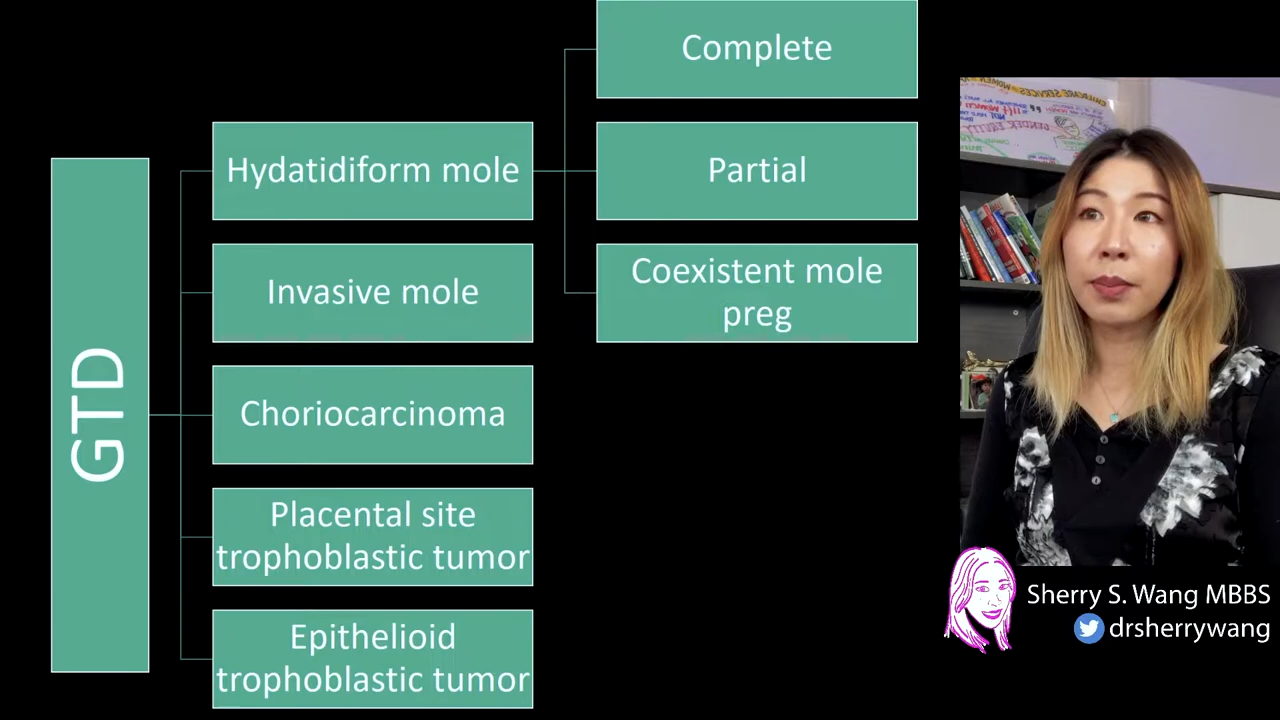 GTD
Hydatidiform mole
Invasive mole
Choriocarcinoma
Placental site
trophoblastic tumor
Epithelioid
trophoblastic tumor
Complete
Partial
Coexistent mole
preg
Sherry S. Wang MBBS
drsherrywang